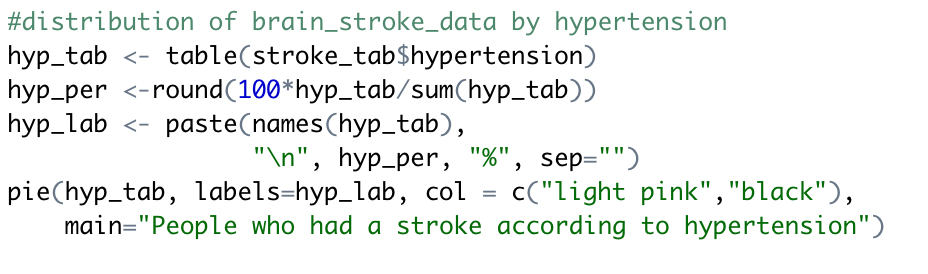 #distribution of brain_stroke_data by hypertension
hyp_tab <- table(stroke_tab$hypertension)
hyp_per <-round(100*hyp_tab/sum(hyp_tab))
hyp_lab <- paste(names(hyp_tab),
                 "\n", hyp_per, "%", sep="")
pie(hyp_tab, labels=hyp_lab, col = c("light pink","black"),
    main="People who had a stroke according to hypertension")